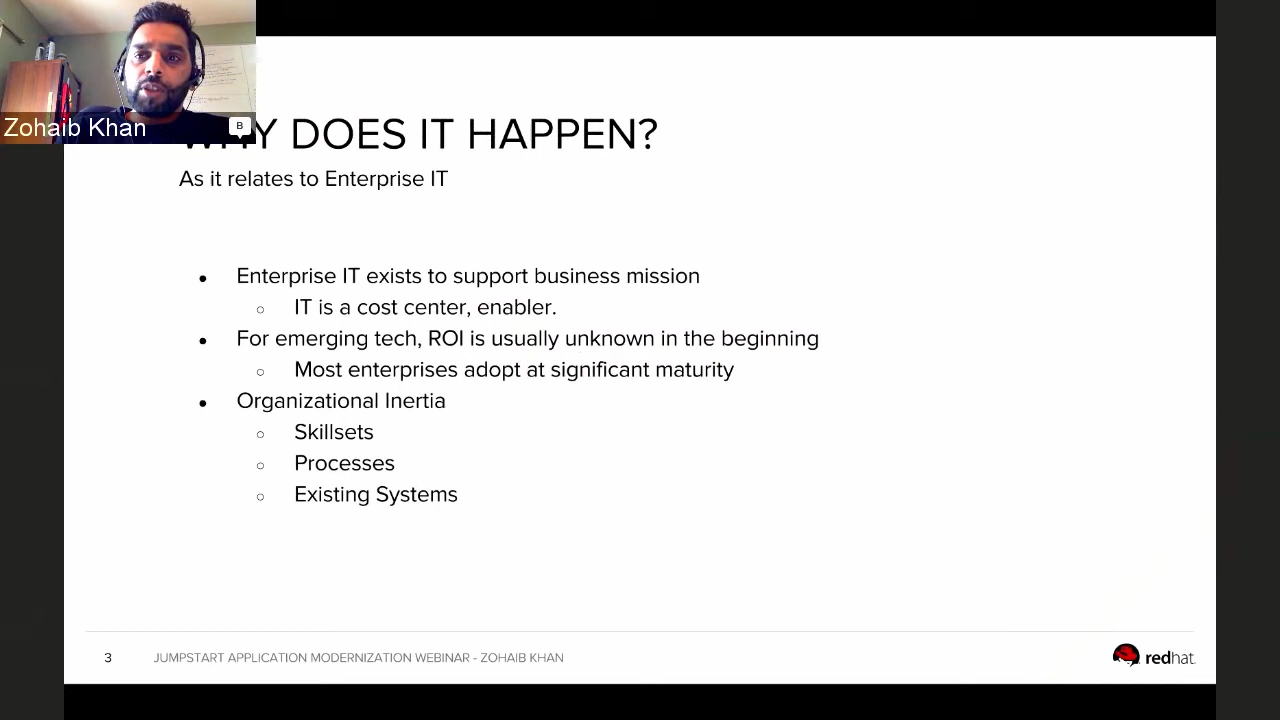 Zohaib Khan
B
WHY DOES IT HAPPEN?
As it relates to Enterprise IT
• Enterprise IT exists to support business mission
○ IT is a cost center, enabler.
• For emerging tech, ROI is usually unknown in the beginning
○ Most enterprises adopt at significant maturity
• Organizational Inertia
○ Skillsets
○ Processes
○ Existing Systems
3 JUMPSTART APPLICATION MODERNIZATION WEBINAR - ZOHAIB KHAN
redhat.